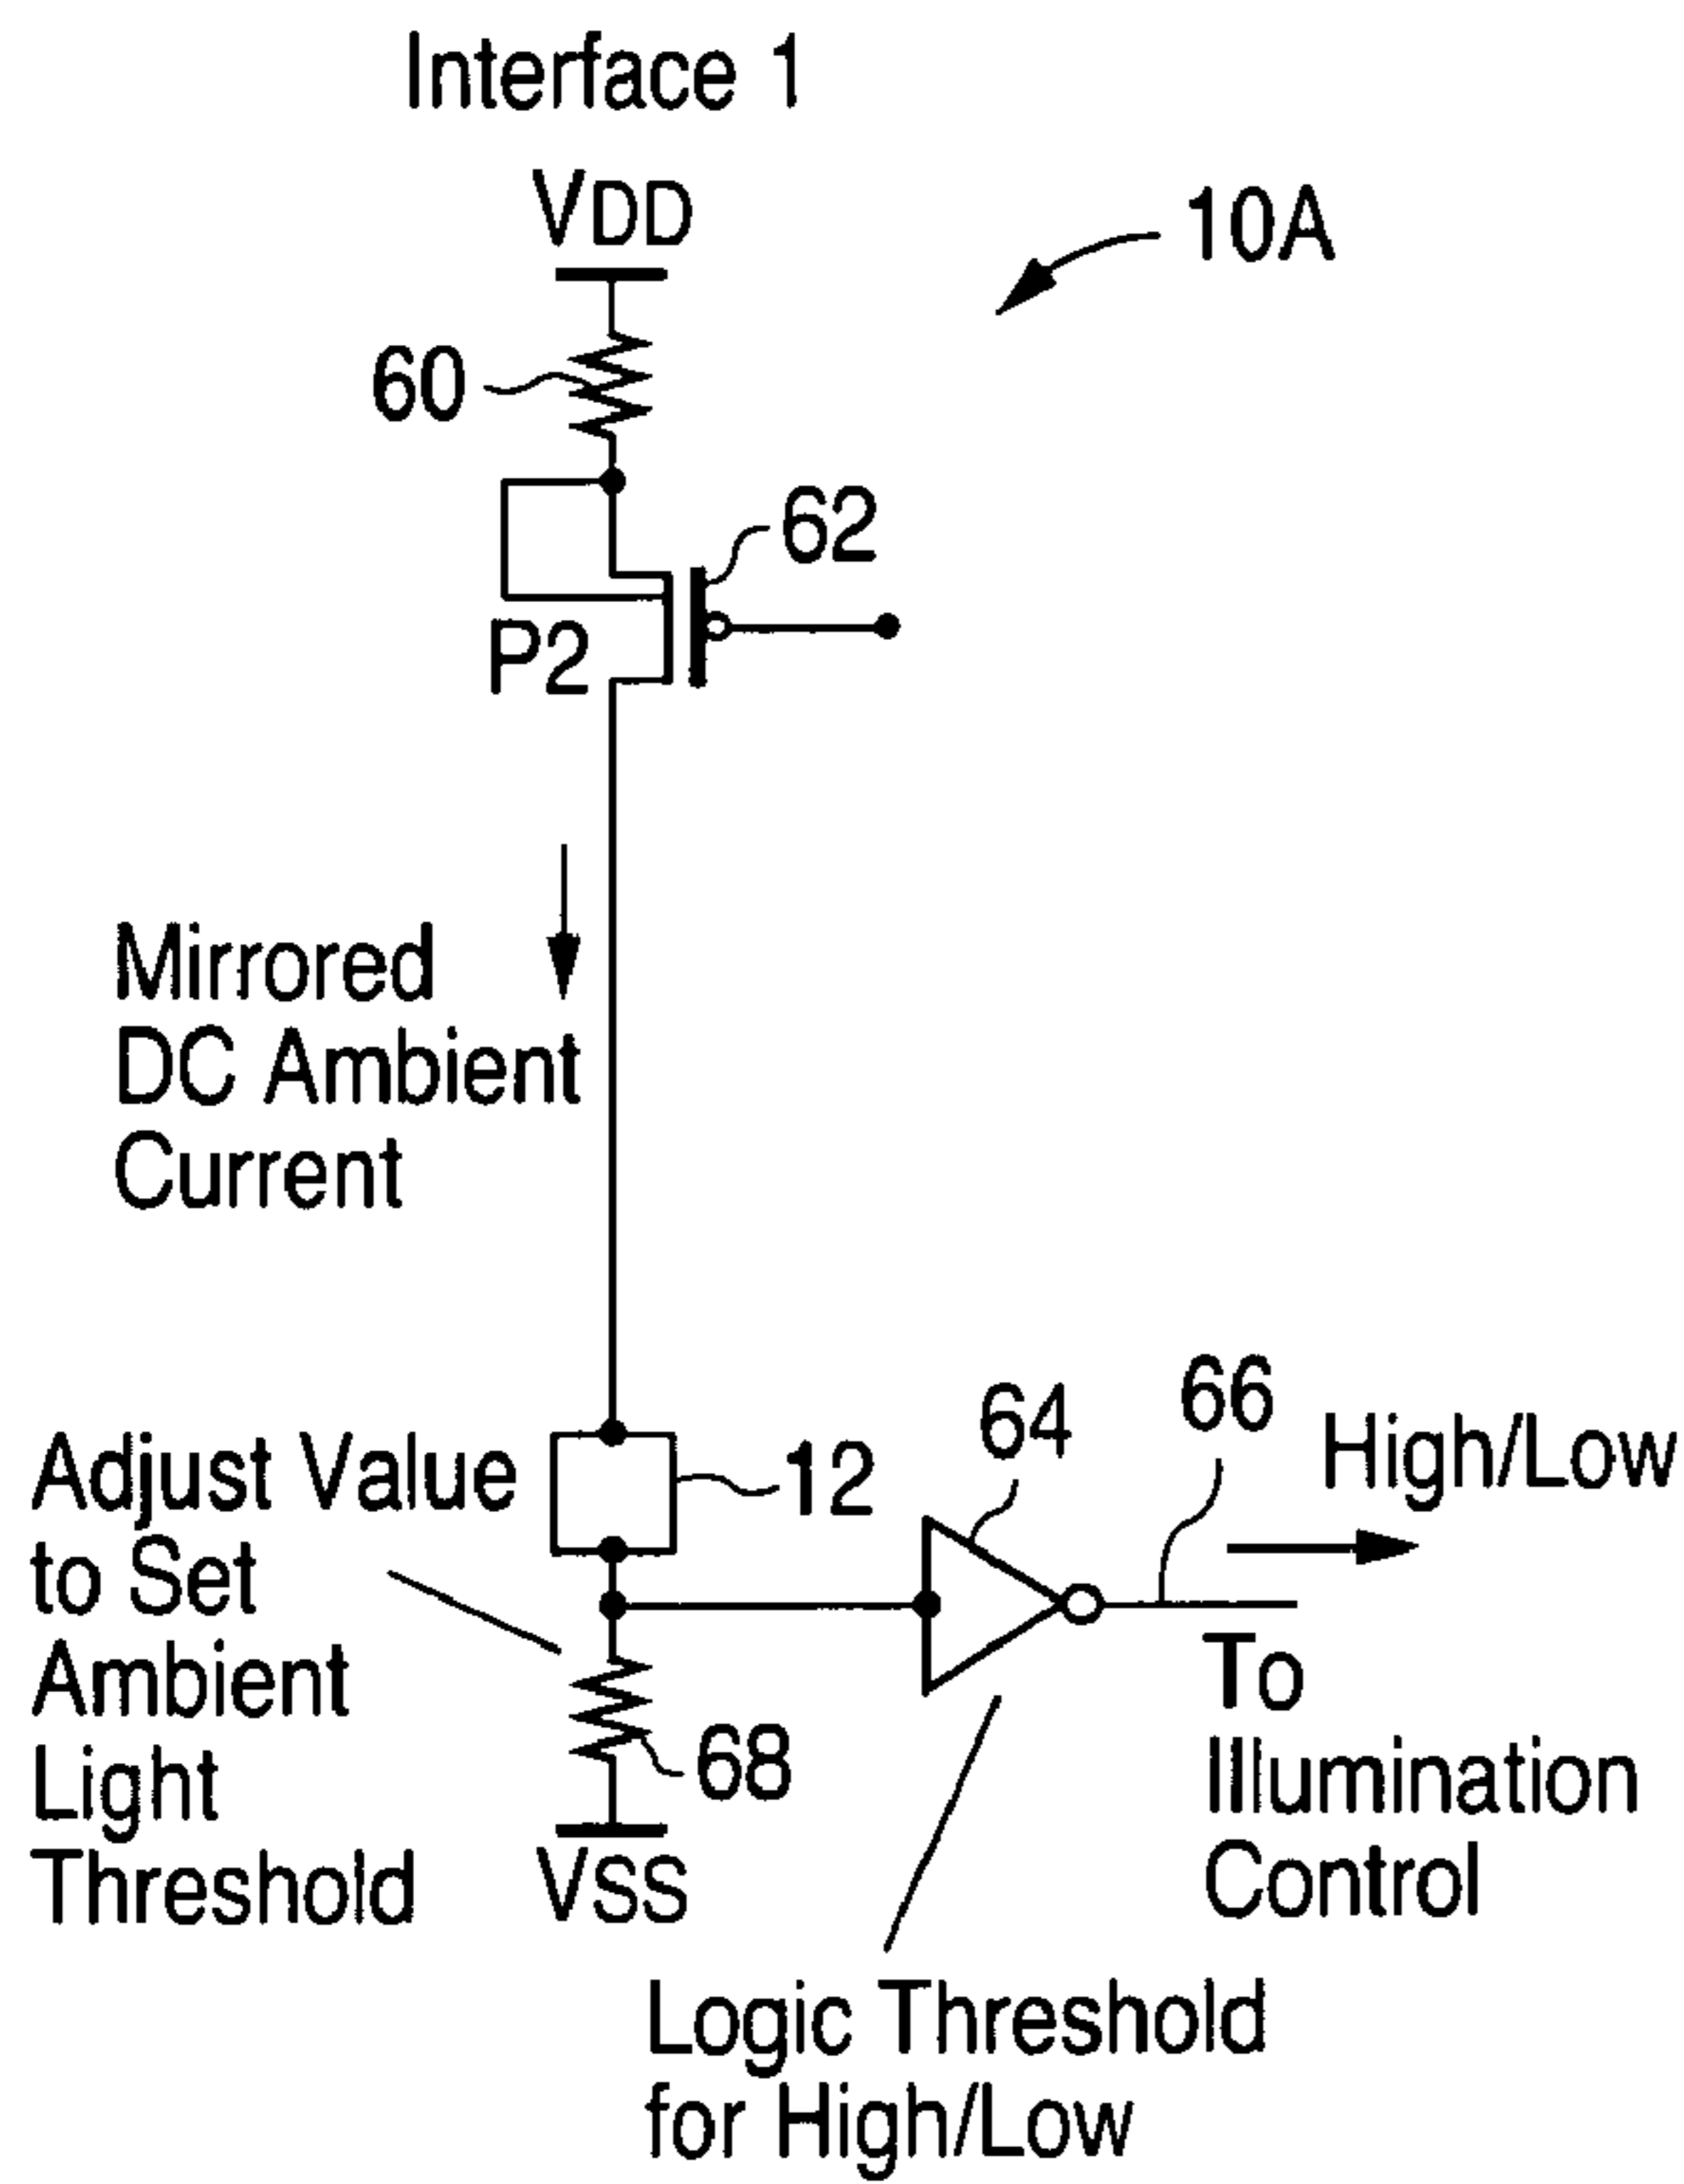 Interface 1
VDD
10A
60
62
P2
Mirrored
DC Ambient
Current
Adjust Value
to Set
Ambient
Light
Threshold
12
64
66
High/Low
68
To
Illumination
Control
VSS
Logic Threshold
for High/Low